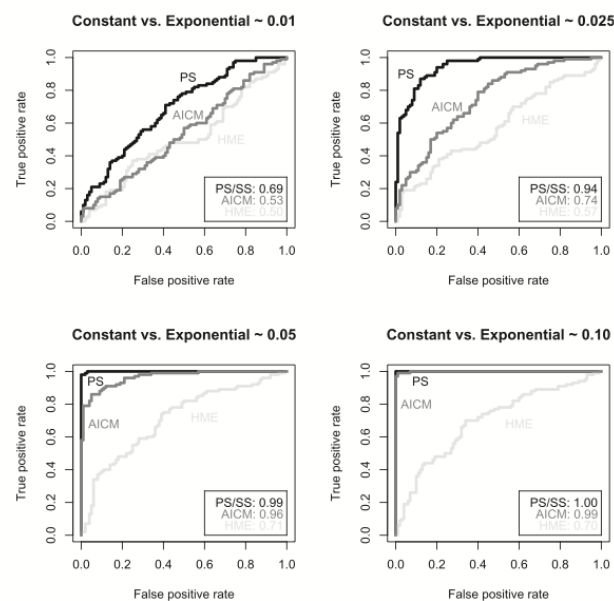 Constant vs. Exponential ~ 0.01
True positive rate
0.0 0.2 0.4 0.6 0.8 1.0
PS
AICM
HME
PS/SS: 0.69
AICM: 0.53
HME: 0.50
0.0 0.2 0.4 0.6 0.8 1.0
False positive rate
Constant vs. Exponential ~ 0.025
True positive rate
0.0 0.2 0.4 0.6 0.8 1.0
PS
AICM
HME
PS/SS: 0.94
AICM: 0.74
HME: 0.57
0.0 0.2 0.4 0.6 0.8 1.0
False positive rate
Constant vs. Exponential ~ 0.05
True positive rate
0.0 0.2 0.4 0.6 0.8 1.0
PS
AICM
HME
PS/SS: 0.99
AICM: 0.96
HME: 0.71
0.0 0.2 0.4 0.6 0.8 1.0
False positive rate
Constant vs. Exponential ~ 0.10
True positive rate
0.0 0.2 0.4 0.6 0.8 1.0
PS
AICM
HME
PS/SS: 1.00
AICM: 0.99
HME: 0.70
0.0 0.2 0.4 0.6 0.8 1.0
False positive rate